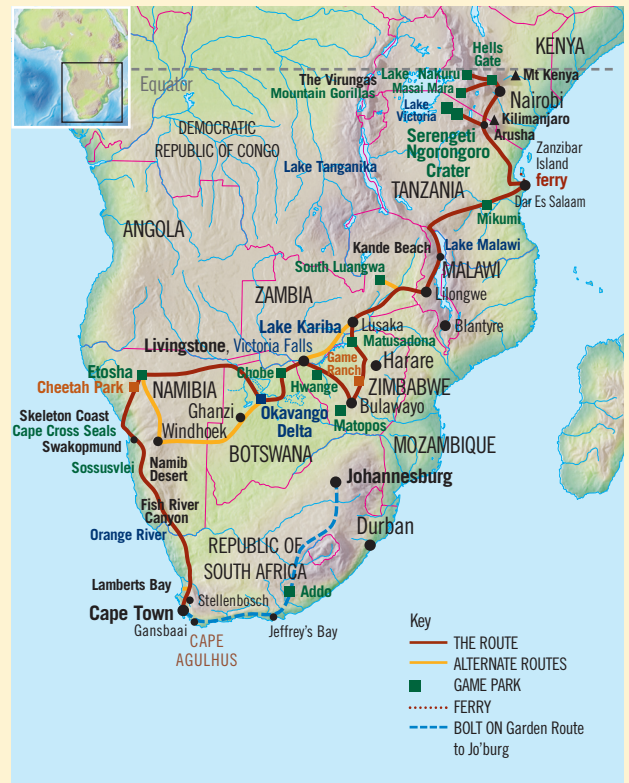 KENYA
Hells
Gate
Equator
Mt Kenya
The Virungas
Mountain Gorillas
Lake Nakuru
Masai Mara
Nairobi
Lake
Victoria
Kilimanjaro
Arusha
DEMOCRATIC
REPUBLIC OF CONGO
Serengeti
Ngorongoro
Crater
Zanzibar
Island
ferry
Lake Tanganika
TANZANIA
Dar Es Salaam
Mikumi
ANGOLA
Kande Beach
Lake Malawi
South Luangwa
MALAWI
ZAMBIA
Lilongwe
Lake Kariba
Lusaka
Blantyre
Livingstone, Victoria Falls
Matusadona
Game
Ranch
Harare
Etosha
Chobe
Hwange
ZIMBABWE
Cheetah Park
NAMIBIA
Bulawayo
Ghanzi
Okavango
Delta
Matopos
Skeleton Coast
Cape Cross Seals
Swakopmund
Windhoek
BOTSWANA
MOZAMBIQUE
Sossusvlei
Namib
Desert
Johannesburg
Fish River
Canyon
Orange River
Durban
REPUBLIC OF
SOUTH AFRICA
Lamberts Bay
Addo
Stellenbosch
Cape Town
Gansbaai
Jeffrey's Bay
CAPE
AGULHUS
Key
THE ROUTE
ALTERNATE ROUTES
GAME PARK
FERRY
BOLT ON Garden Route
to Jo'burg